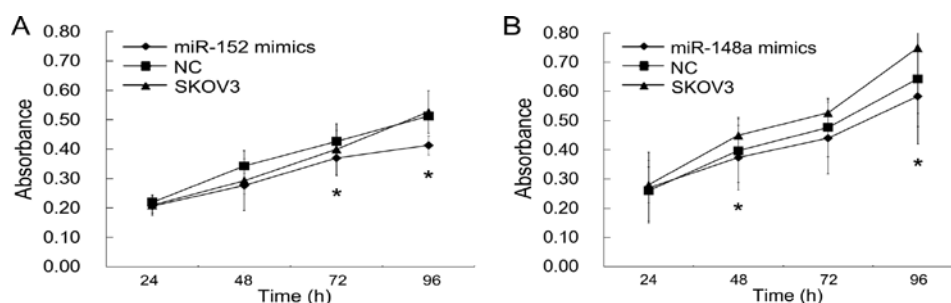 A
Absorbance
0.80
0.70
0.60
0.50
0.40
0.30
0.20
0.10
0.00
miR-152 mimics
NC
SKOV3
*
*
24 48 72 96
Time (h)
B
Absorbance
0.80
0.70
0.60
0.50
0.40
0.30
0.20
0.10
0.00
miR-148a mimics
NC
SKOV3
*
*
24 48 72 96
Time (h)